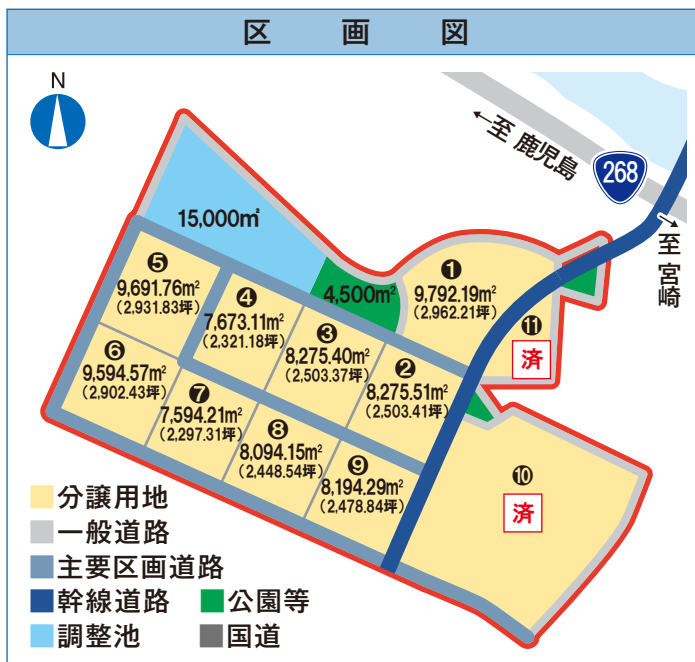 区画図
N
←至 鹿児島
268
→至 宮崎
15,000㎡
4,500m²
❶
9,792.19m²
(2,962.21坪)
⓫
済
❺
9,691.76m²
(2,931.83坪)
❹
7,673.11m²
(2,321.18坪)
❸
8,275.40m²
(2,503.37坪)
❷
8,275.51m²
(2,503.41坪)
❻
9,594.57m²
(2,902.43坪)
❼
7,594.21m²
(2,297.31坪)
❽
8,094.15m²
(2,448.54坪)
❾
8,194.29m²
(2,478.84坪)
❿
済
分譲用地
一般道路
主要区画道路
幹線道路 公園等
調整池 国道